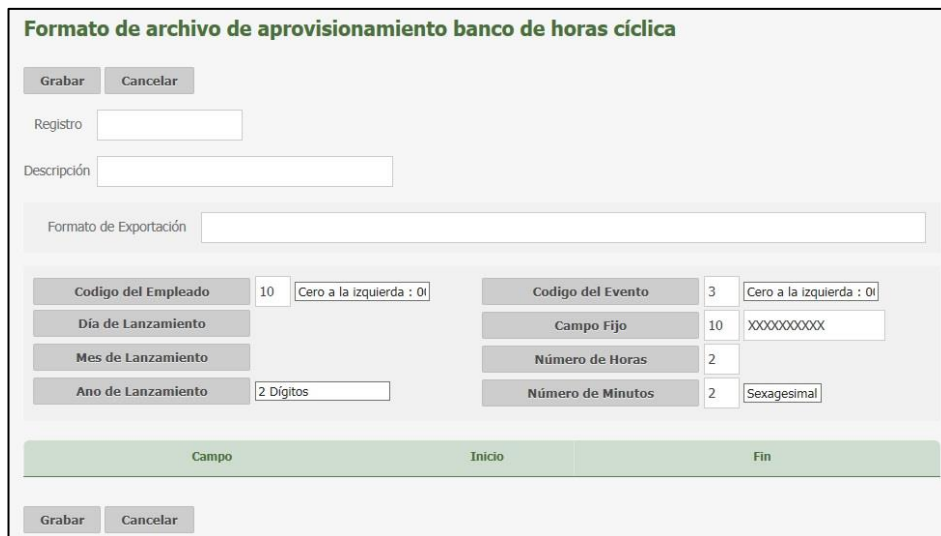 Formato de archivo de aprovisionamiento banco de horas cíclica
Grabar Cancelar
Registro
Descripción
Formato de Exportación
Codigo del Empleado 10 Cero a la izquierda : 0 Codigo del Evento 3 Cero a la izquierda : 0
Día de Lanzamiento Campo Fijo 10 XXXXXXXXXX
Mes de Lanzamiento Número de Horas 2
Ano de Lanzamiento 2 Dígitos Número de Minutos 2 Sexagesimal
Campo Inicio Fin
Grabar Cancelar